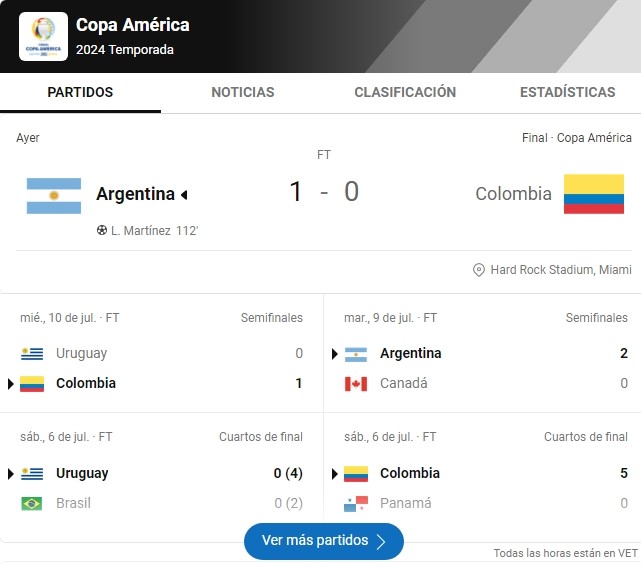 Copa América
2024 Temporada
PARTIDOS NOTICIAS CLASIFICACIÓN ESTADÍSTICAS
Ayer Final · Copa América
FT
Argentina 1 - 0 Colombia
L. Martínez 112'
Hard Rock Stadium, Miami
mié., 10 de jul. · FT Semifinales
Uruguay 0
Colombia 1
mar., 9 de jul. · FT Semifinales
Argentina 2
Canadá 0
sáb., 6 de jul. · FT Cuartos de final
Uruguay 0 (4)
Brasil 0 (2)
sáb., 6 de jul. · FT Cuartos de final
Colombia 5
Panamá 0
Ver más partidos
Todas las horas están en VET